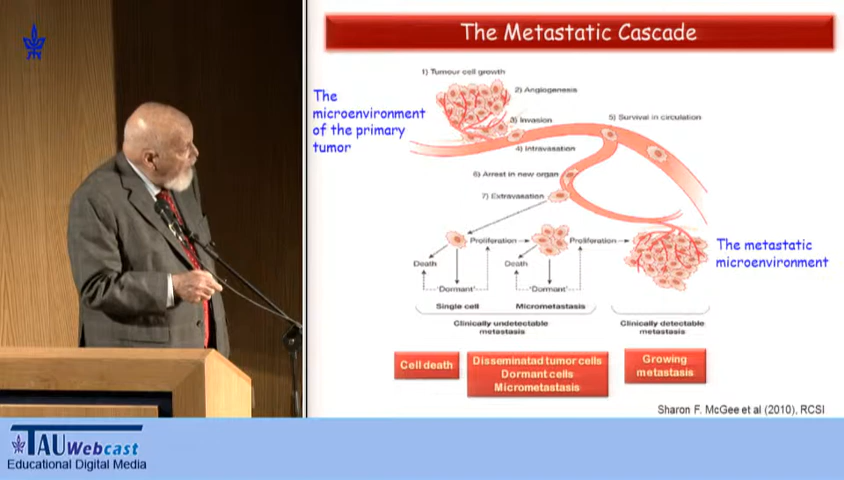 The Metastatic Cascade
1) Tumour cell growth
2) Angiogenesis
3) Invasion
4) Intravasation
5) Survival in circulation
6) Arrest in new organ
7) Extravasation
The
microenvironment
of the primary
tumor
Proliferation
Proliferation
The metastatic
microenvironment
Death
Death
'Dormant'
'Dormant'
Single cell
Micrometastasis
Clinically undetectable
metastasis
Clinically detectable
metastasis
Cell death
Disseminatad tumor cells
Dormant cells
Micrometastasis
Growing
metastasis
Sharon F. McGee et al (2010), RCSI
TAUWebcast
Educational Digital Media